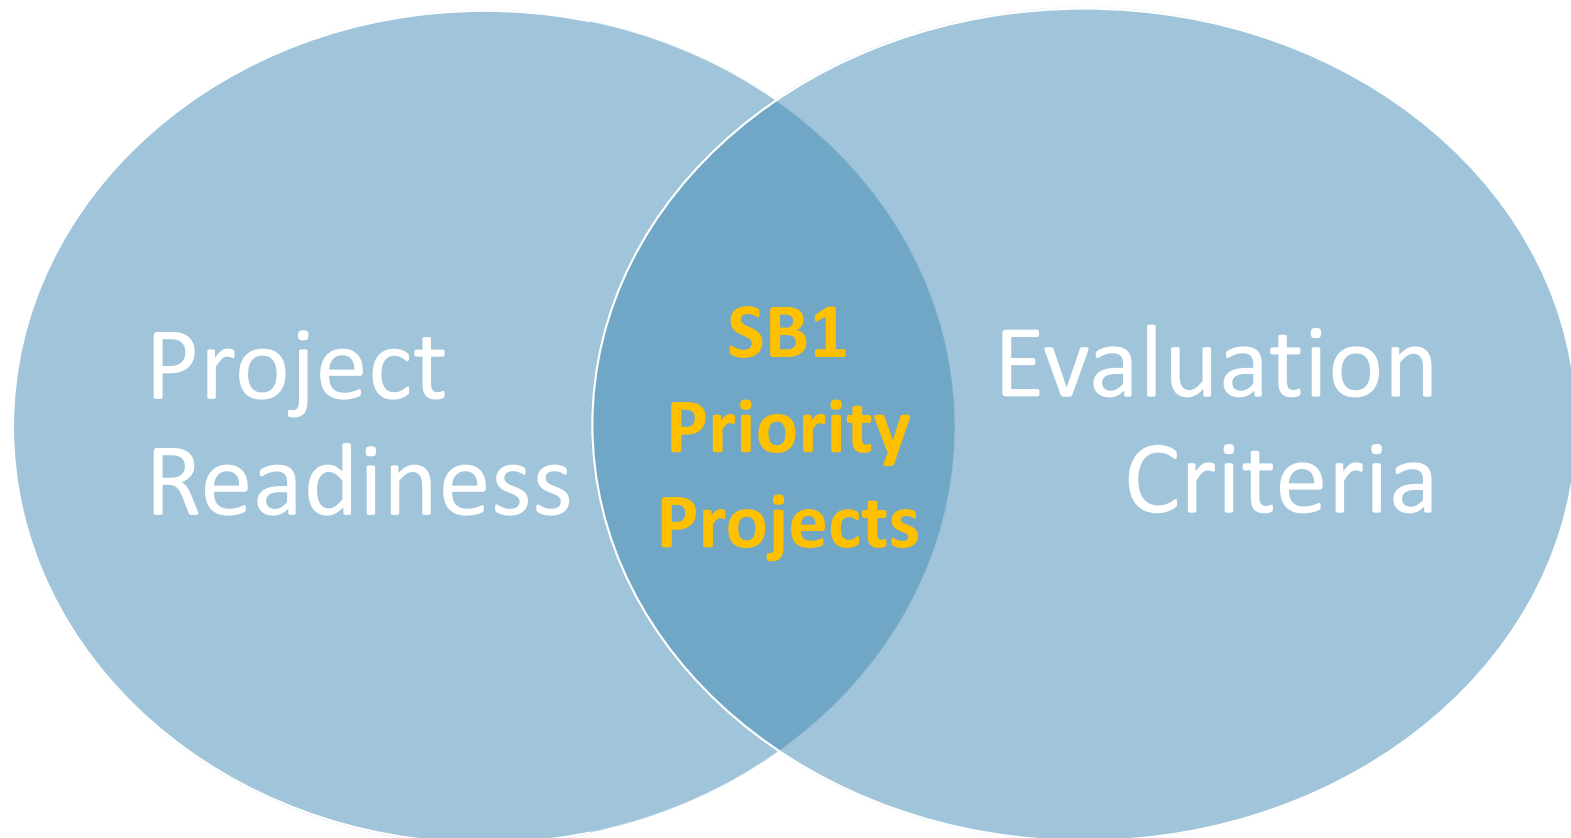 Project
Readiness
SB1
Priority
Projects
Evaluation
Criteria